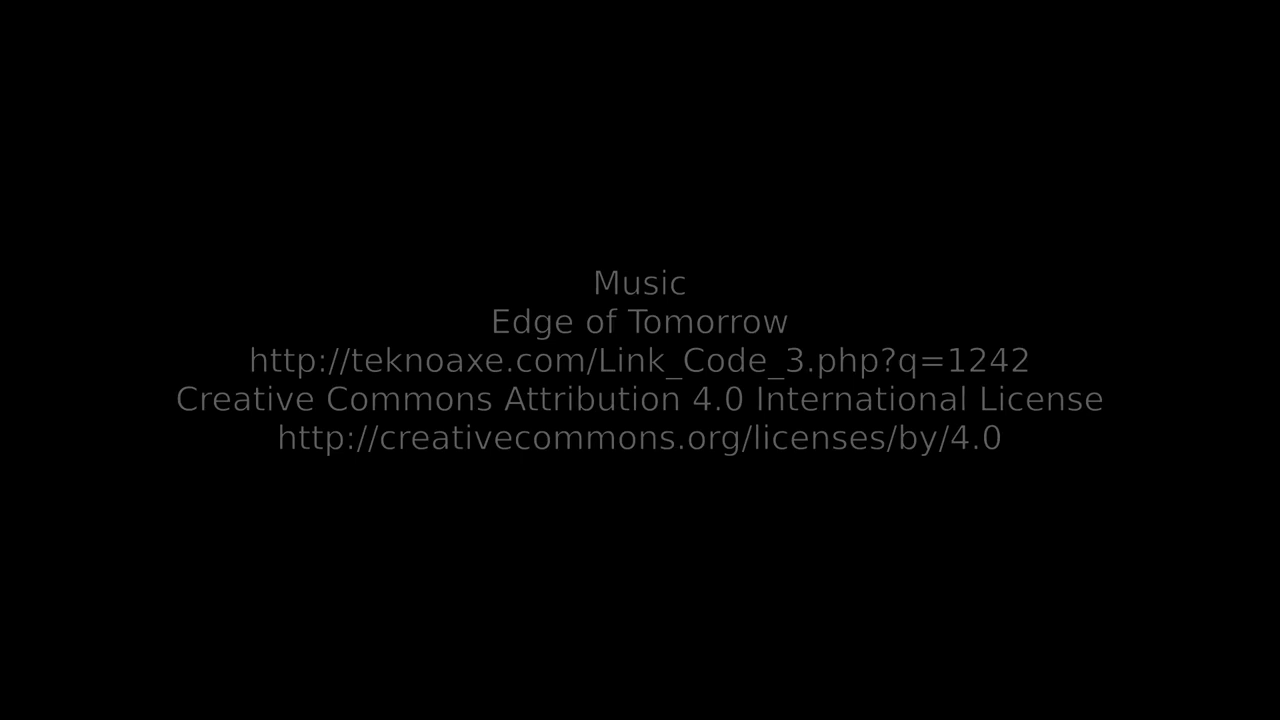 Music
Edge of Tomorrow
http://teknoaxe.com/Link_Code_3.php?q=1242
Creative Commons Attribution 4.0 International License
http://creativecommons.org/licenses/by/4.0